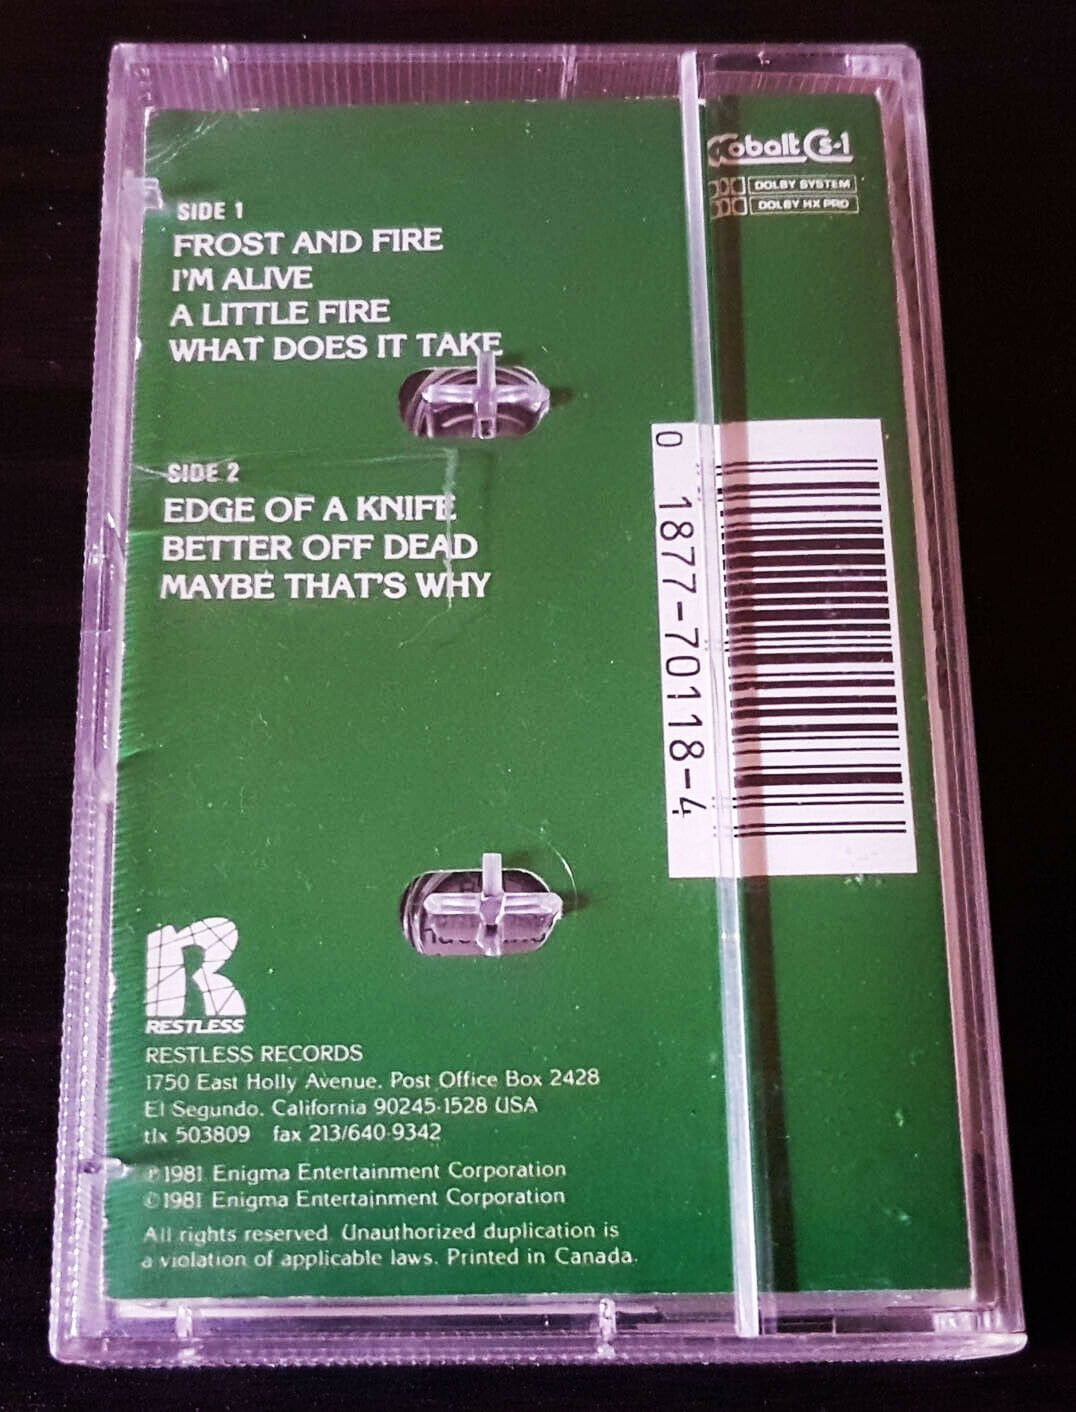 Cobalt Cs-1
DOLBY SYSTEM
DOLBY HX PRO
SIDE 1
FROST AND FIRE
I'M ALIVE
A LITTLE FIRE
WHAT DOES IT TAKE
SIDE 2
EDGE OF A KNIFE
BETTER OFF DEAD
MAYBE THAT'S WHY
0 1877-70118-4
R
RESTLESS
RESTLESS RECORDS
1750 East Holly Avenue. Post Office Box 2428
El Segundo. California 90245-1528 USA
tlx 503809 fax 213/640-9342
℗1981 Enigma Entertainment Corporation
©1981 Enigma Entertainment Corporation
All rights reserved. Unauthorized duplication is
a violation of applicable laws. Printed in Canada.